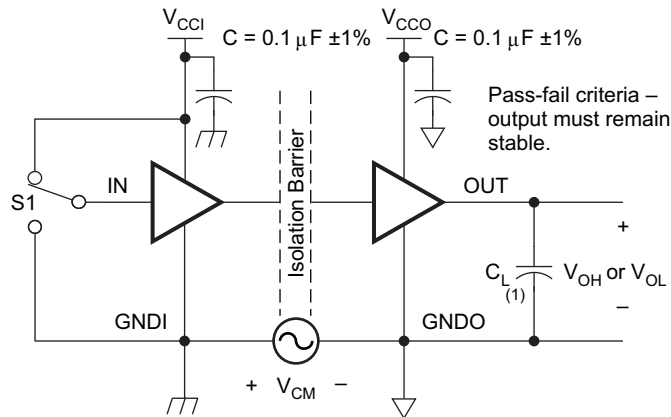 V_CCI
C = 0.1 μF ±1%
V_CCO
C = 0.1 μF ±1%
Pass-fail criteria –
output must remain
stable.
Isolation Barrier
S1
IN
OUT
+
C_L
(1)
V_OH or V_OL
–
GNDI
GNDO
+ V_CM –